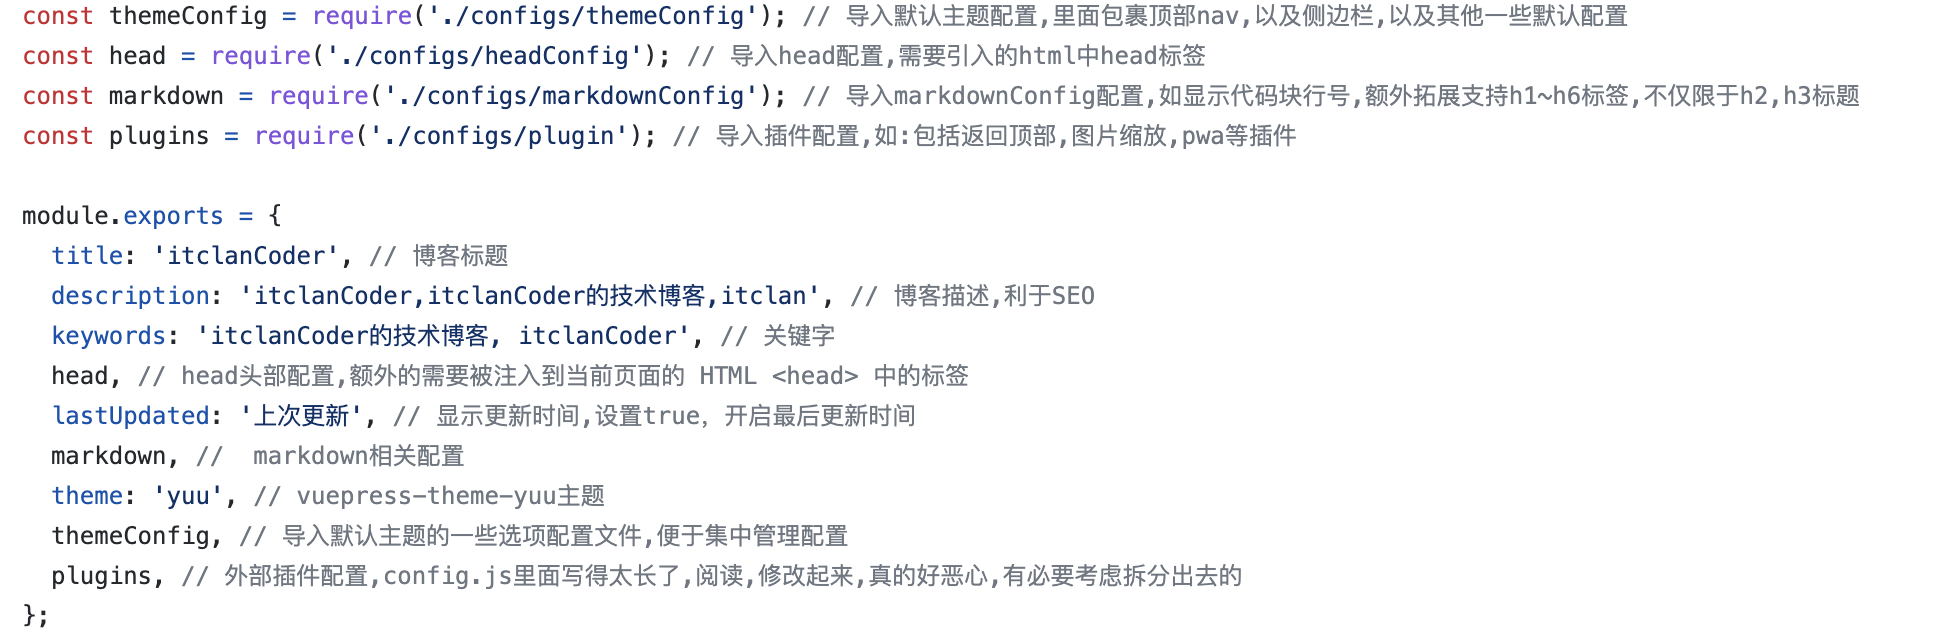 const themeConfig = require('./configs/themeConfig'); // 导入默认主题配置,里面包裹顶部nav,以及侧边栏,以及其他一些默认配置
const head = require('./configs/headConfig'); // 导入head配置,需要引入的html中head标签
const markdown = require('./configs/markdownConfig'); // 导入markdownConfig配置,如显示代码块行号,额外拓展支持h1~h6标签,不仅限于h2,h3标题
const plugins = require('./configs/plugin'); // 导入插件配置,如:包括返回顶部,图片缩放,pwa等插件

module.exports = {
  title: 'itclanCoder', // 博客标题
  description: 'itclanCoder,itclanCoder的技术博客,itclan', // 博客描述,利于SEO
  keywords: 'itclanCoder的技术博客, itclanCoder', // 关键字
  head, // head头部配置,额外的需要被注入到当前页面的 HTML <head> 中的标签
  lastUpdated: '上次更新', // 显示更新时间,设置true，开启最后更新时间
  markdown, //  markdown相关配置
  theme: 'yuu', // vuepress-theme-yuu主题
  themeConfig, // 导入默认主题的一些选项配置文件,便于集中管理配置
  plugins, // 外部插件配置,config.js里面写得太长了,阅读,修改起来,真的好恶心,有必要考虑拆分出去的
};